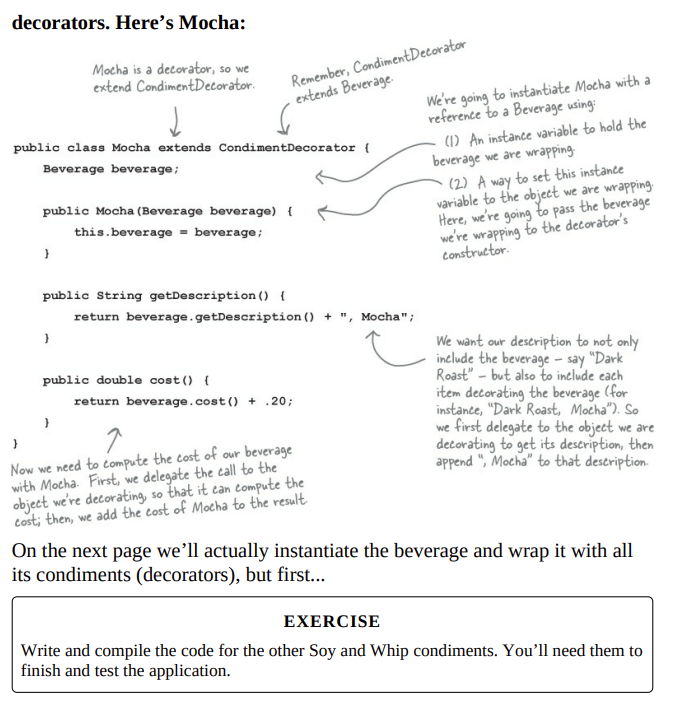 decorators. Here's Mocha:
Mocha is a decorator, so we
extend CondimentDecorator.
Remember, CondimentDecorator
extends Beverage.
We're going to instantiate Mocha with a
reference to a Beverage using:
(1) An instance variable to hold the
beverage we are wrapping.
(2) A way to set this instance
variable to the object we are wrapping.
Here, we're going to pass the beverage
we're wrapping to the decorator's
constructor.
public class Mocha extends CondimentDecorator {
    Beverage beverage;
    public Mocha(Beverage beverage) {
        this.beverage = beverage;
    }
    public String getDescription() {
        return beverage.getDescription() + ", Mocha";
    }
    public double cost() {
        return beverage.cost() + .20;
    }
}
We want our description to not only
include the beverage – say "Dark
Roast" – but also to include each
item decorating the beverage (for
instance, "Dark Roast, Mocha"). So
we first delegate to the object we are
decorating to get its description, then
append ", Mocha" to that description.
Now we need to compute the cost of our beverage
with Mocha. First, we delegate the call to the
object we're decorating, so that it can compute the
cost; then, we add the cost of Mocha to the result.
On the next page we'll actually instantiate the beverage and wrap it with all
its condiments (decorators), but first...
EXERCISE
Write and compile the code for the other Soy and Whip condiments. You'll need them to
finish and test the application.